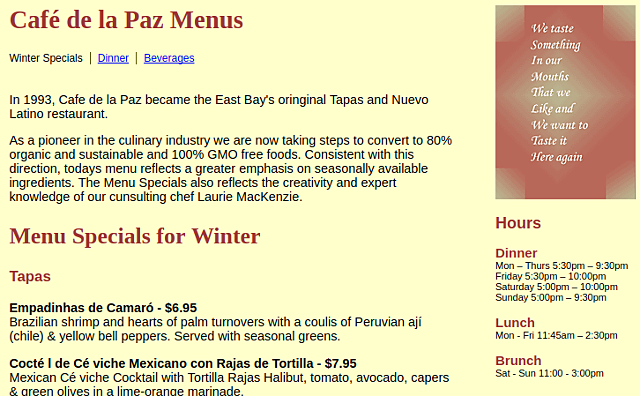 Café de la Paz Menus
Winter Specials | Dinner | Beverages
In 1993, Cafe de la Paz became the East Bay's oringinal Tapas and Nuevo
Latino restaurant.
As a pioneer in the culinary industry we are now taking steps to convert to 80%
organic and sustainable and 100% GMO free foods. Consistent with this
direction, todays menu reflects a greater emphasis on seasonally available
ingredients. The Menu Specials also reflects the creativity and expert
knowledge of our cunsulting chef Laurie MacKenzie.
Menu Specials for Winter
Tapas
Empadinhas de Camaró - $6.95
Brazilian shrimp and hearts of palm turnovers with a coulis of Peruvian ají
(chile) & yellow bell peppers. Served with seasonal greens.
Cocté l de Cé viche Mexicano con Rajas de Tortilla - $7.95
Mexican Cé viche Cocktail with Tortilla Rajas Halibut, tomato, avocado, capers
& green olives in a lime-orange marinade.
We taste
Something
In our
Mouths
That we
Like and
We want to
Taste it
Here again
Hours
Dinner
Mon – Thurs 5:30pm – 9:30pm
Friday 5:30pm – 10:00pm
Saturday 5:00pm – 10:00pm
Sunday 5:00pm – 9:30pm
Lunch
Mon - Fri 11:45am – 2:30pm
Brunch
Sat - Sun 11:00 - 3:00pm